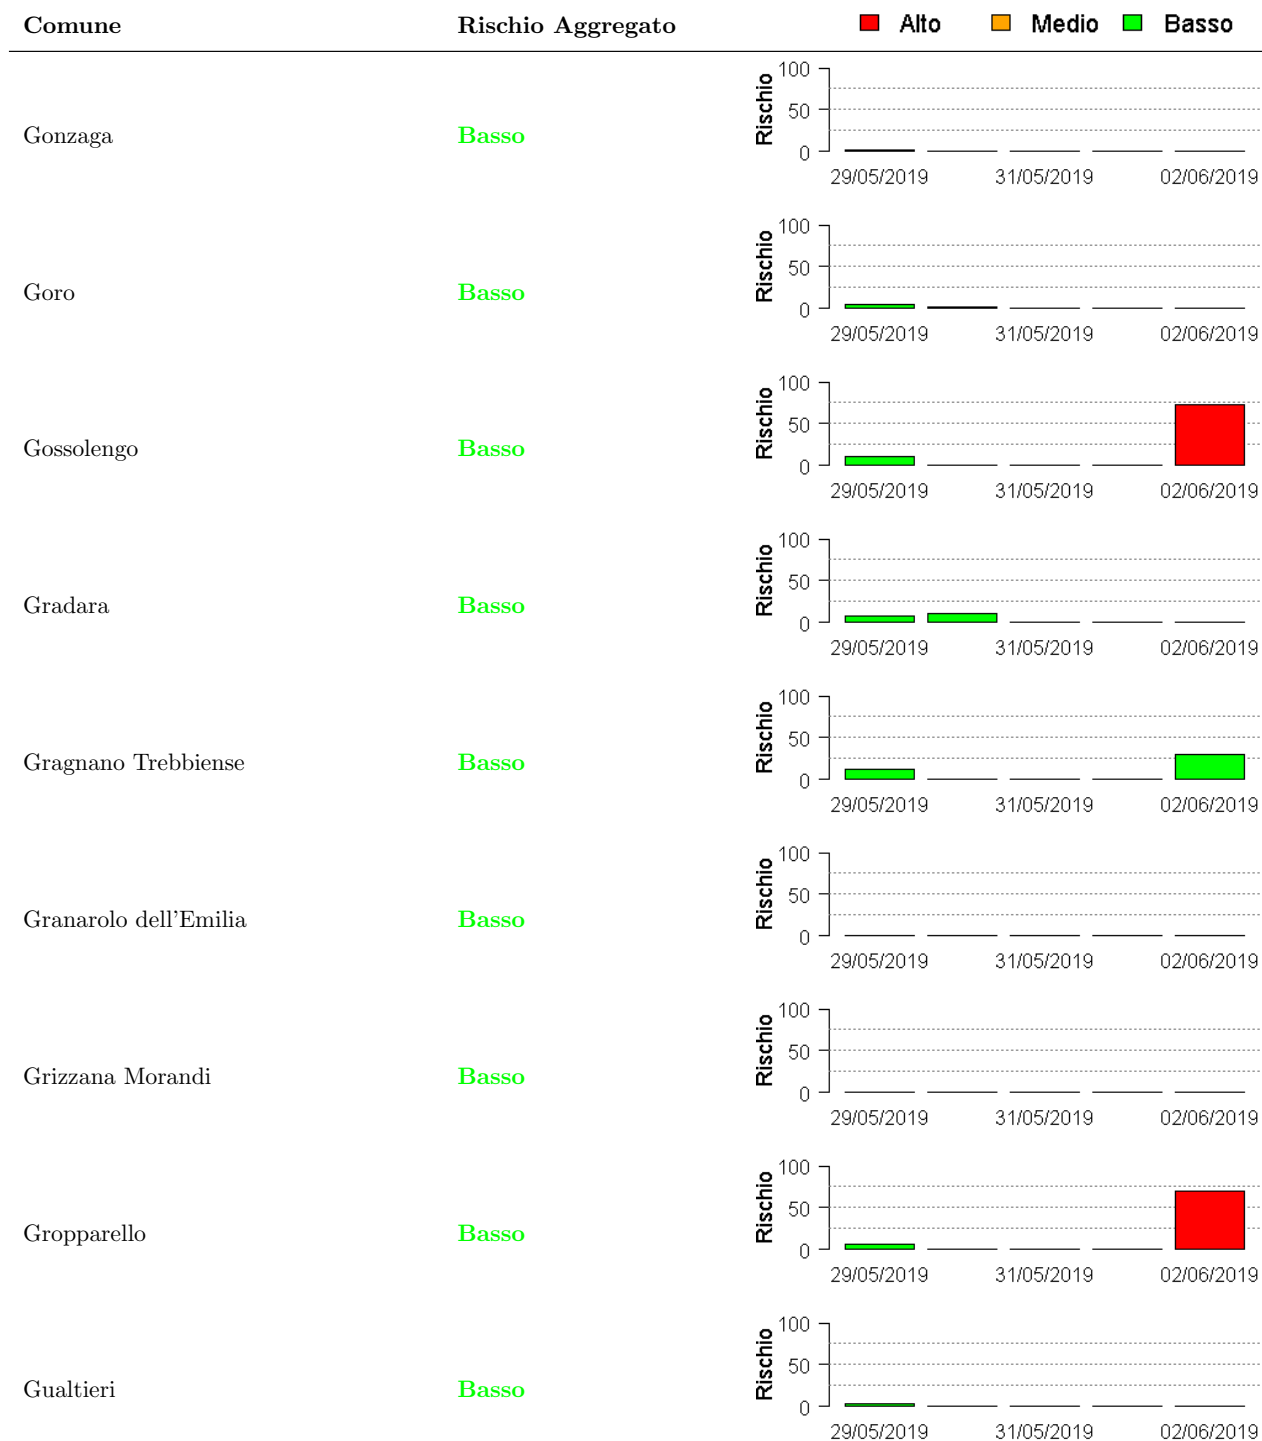 Comune Rischio Aggregato Alto Medio Basso
100
50
0
Rischio
Gonzaga Basso
29/05/2019 31/05/2019 02/06/2019
100
50
0
Rischio
Goro Basso
29/05/2019 31/05/2019 02/06/2019
100
50
0
Rischio
Gossolengo Basso
29/05/2019 31/05/2019 02/06/2019
100
50
0
Rischio
Gradara Basso
29/05/2019 31/05/2019 02/06/2019
100
50
0
Rischio
Gragnano Trebbiense Basso
29/05/2019 31/05/2019 02/06/2019
100
50
0
Rischio
Granarolo dell'Emilia Basso
29/05/2019 31/05/2019 02/06/2019
100
50
0
Rischio
Grizzana Morandi Basso
29/05/2019 31/05/2019 02/06/2019
100
50
0
Rischio
Gropparello Basso
29/05/2019 31/05/2019 02/06/2019
100
50
0
Rischio
Gualtieri Basso
29/05/2019 31/05/2019 02/06/2019